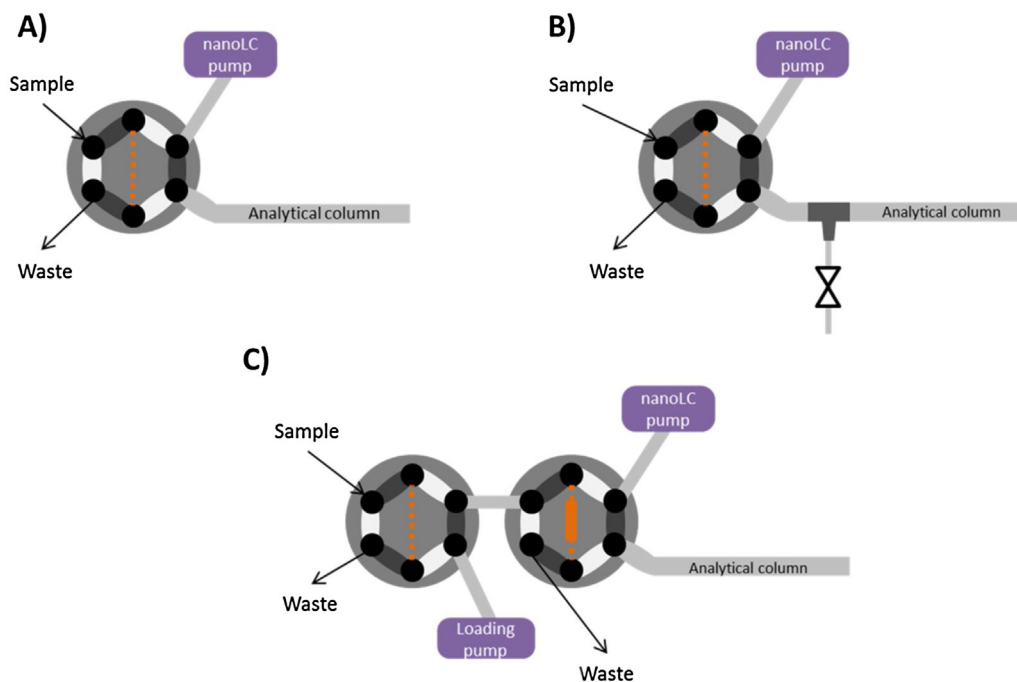 A)
nanoLC
pump
Sample
Analytical column
Waste
B)
nanoLC
pump
Sample
Analytical column
Waste
C)
nanoLC
pump
Sample
Analytical column
Waste
Loading
pump
Waste